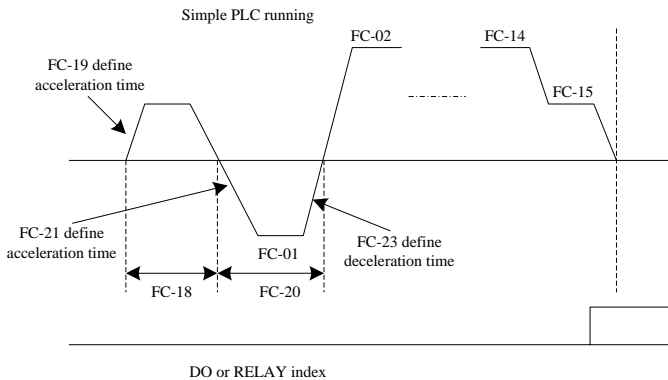 Simple PLC running
FC-02
FC-14
FC-19 define
acceleration time
FC-15
FC-21 define
acceleration time
FC-01
FC-23 define
deceleration time
FC-18
FC-20
DO or RELAY index